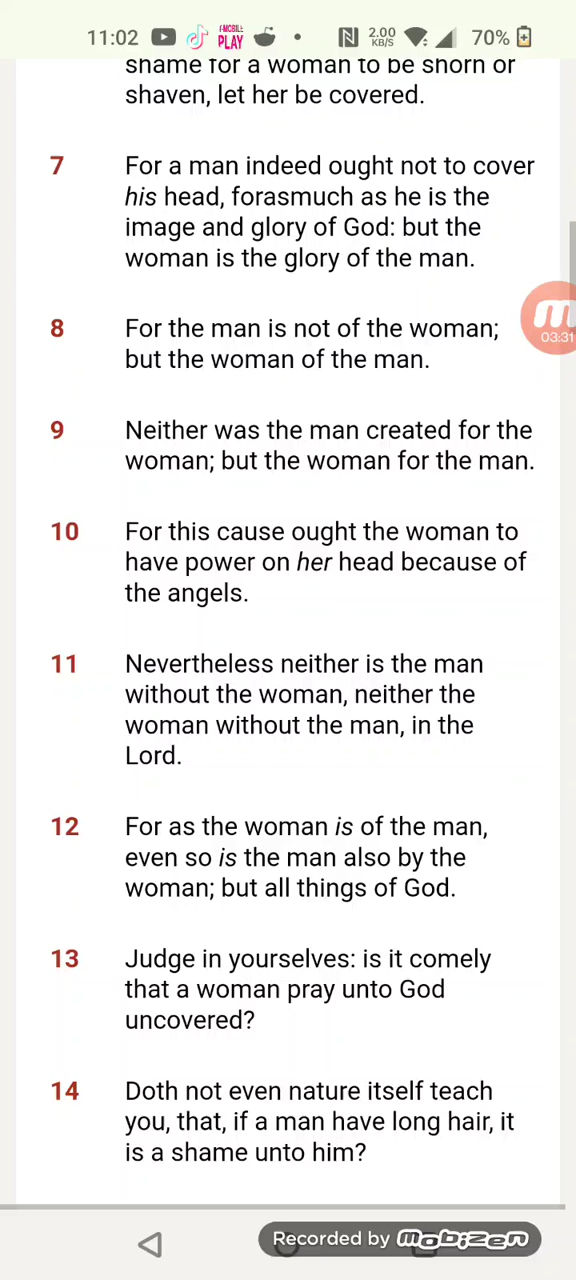 11:02
T-MOBILE
PLAY
2.00
KB/S
70%
shame for a woman to be shorn or
shaven, let her be covered.
7 For a man indeed ought not to cover
his head, forasmuch as he is the
image and glory of God: but the
woman is the glory of the man.
03:31
8 For the man is not of the woman;
but the woman of the man.
9 Neither was the man created for the
woman; but the woman for the man.
10 For this cause ought the woman to
have power on her head because of
the angels.
11 Nevertheless neither is the man
without the woman, neither the
woman without the man, in the
Lord.
12 For as the woman is of the man,
even so is the man also by the
woman; but all things of God.
13 Judge in yourselves: is it comely
that a woman pray unto God
uncovered?
14 Doth not even nature itself teach
you, that, if a man have long hair, it
is a shame unto him?
Recorded by mobizen